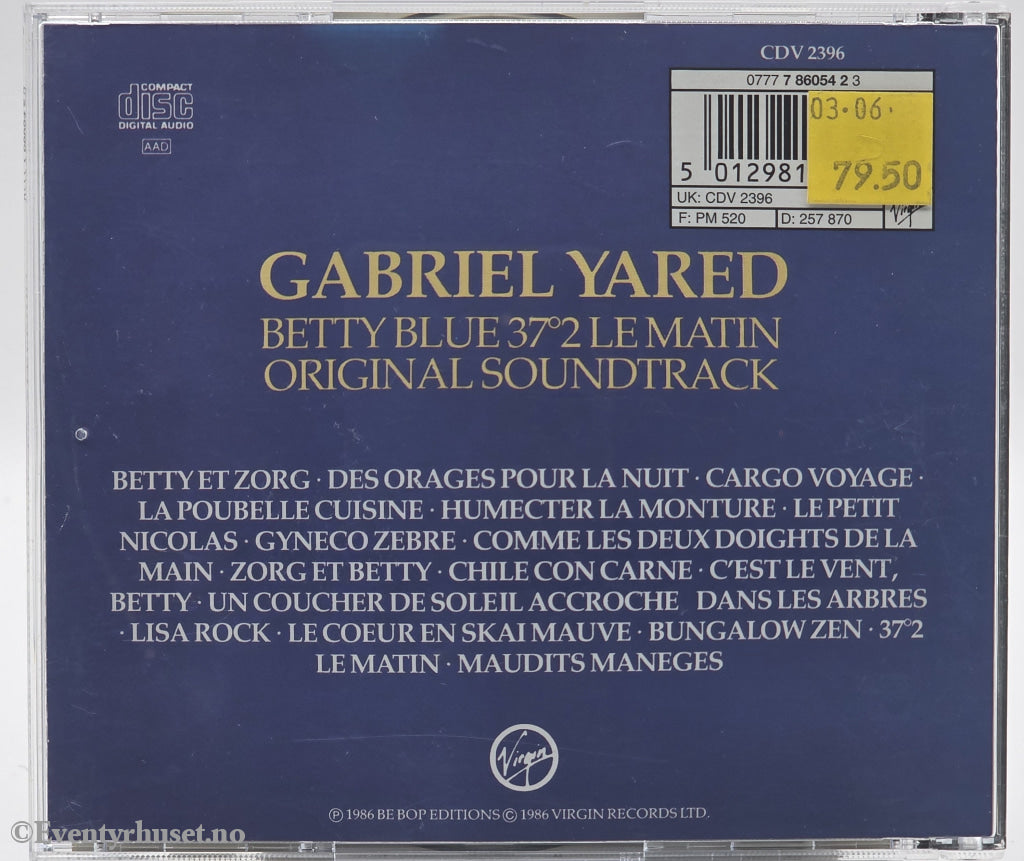 CDV 2396
COMPACT
disc
DIGITAL AUDIO
AAD
0777 7 86054 2 3
03·06·
79.50
5 012981
UK: CDV 2396
F: PM 520 D: 257 870
Virgin
GABRIEL YARED
BETTY BLUE 37°2 LE MATIN
ORIGINAL SOUNDTRACK
BETTY ET ZORG · DES ORAGES POUR LA NUIT · CARGO VOYAGE ·
LA POUBELLE CUISINE · HUMECTER LA MONTURE · LE PETIT
NICOLAS · GYNECO ZEBRE · COMME LES DEUX DOIGHTS DE LA
MAIN · ZORG ET BETTY · CHILE CON CARNE · C'EST LE VENT,
BETTY · UN COUCHER DE SOLEIL ACCROCHE DANS LES ARBRES
· LISA ROCK · LE COEUR EN SKAI MAUVE · BUNGALOW ZEN · 37°2
LE MATIN · MAUDITS MANEGES
Virgin
Ⓟ 1986 BE BOP EDITIONS © 1986 VIRGIN RECORDS LTD.
©Eventyrhuset.no